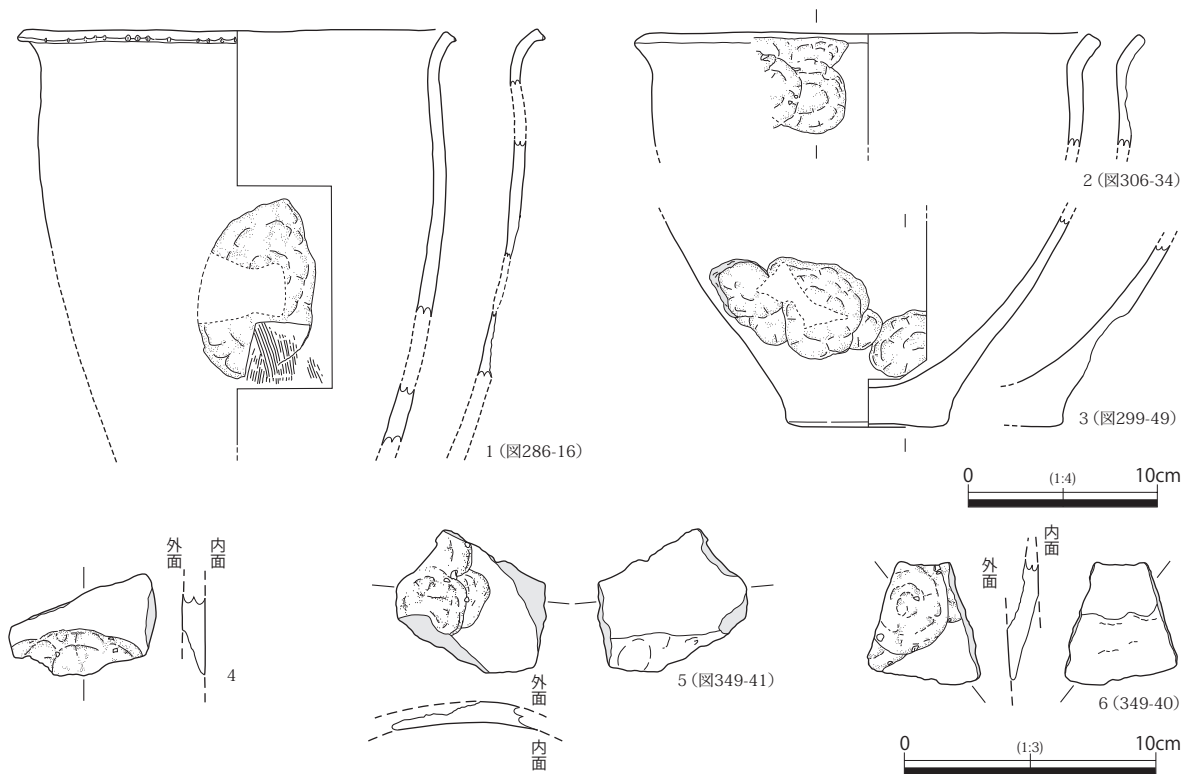 1（図286-16）
2（図306-34）
3（図299-49）
0 (1:4) 10cm
外面
内面
4
5（図349-41）
外面
内面
外面
内面
6（349-40）
0 (1:3) 10cm